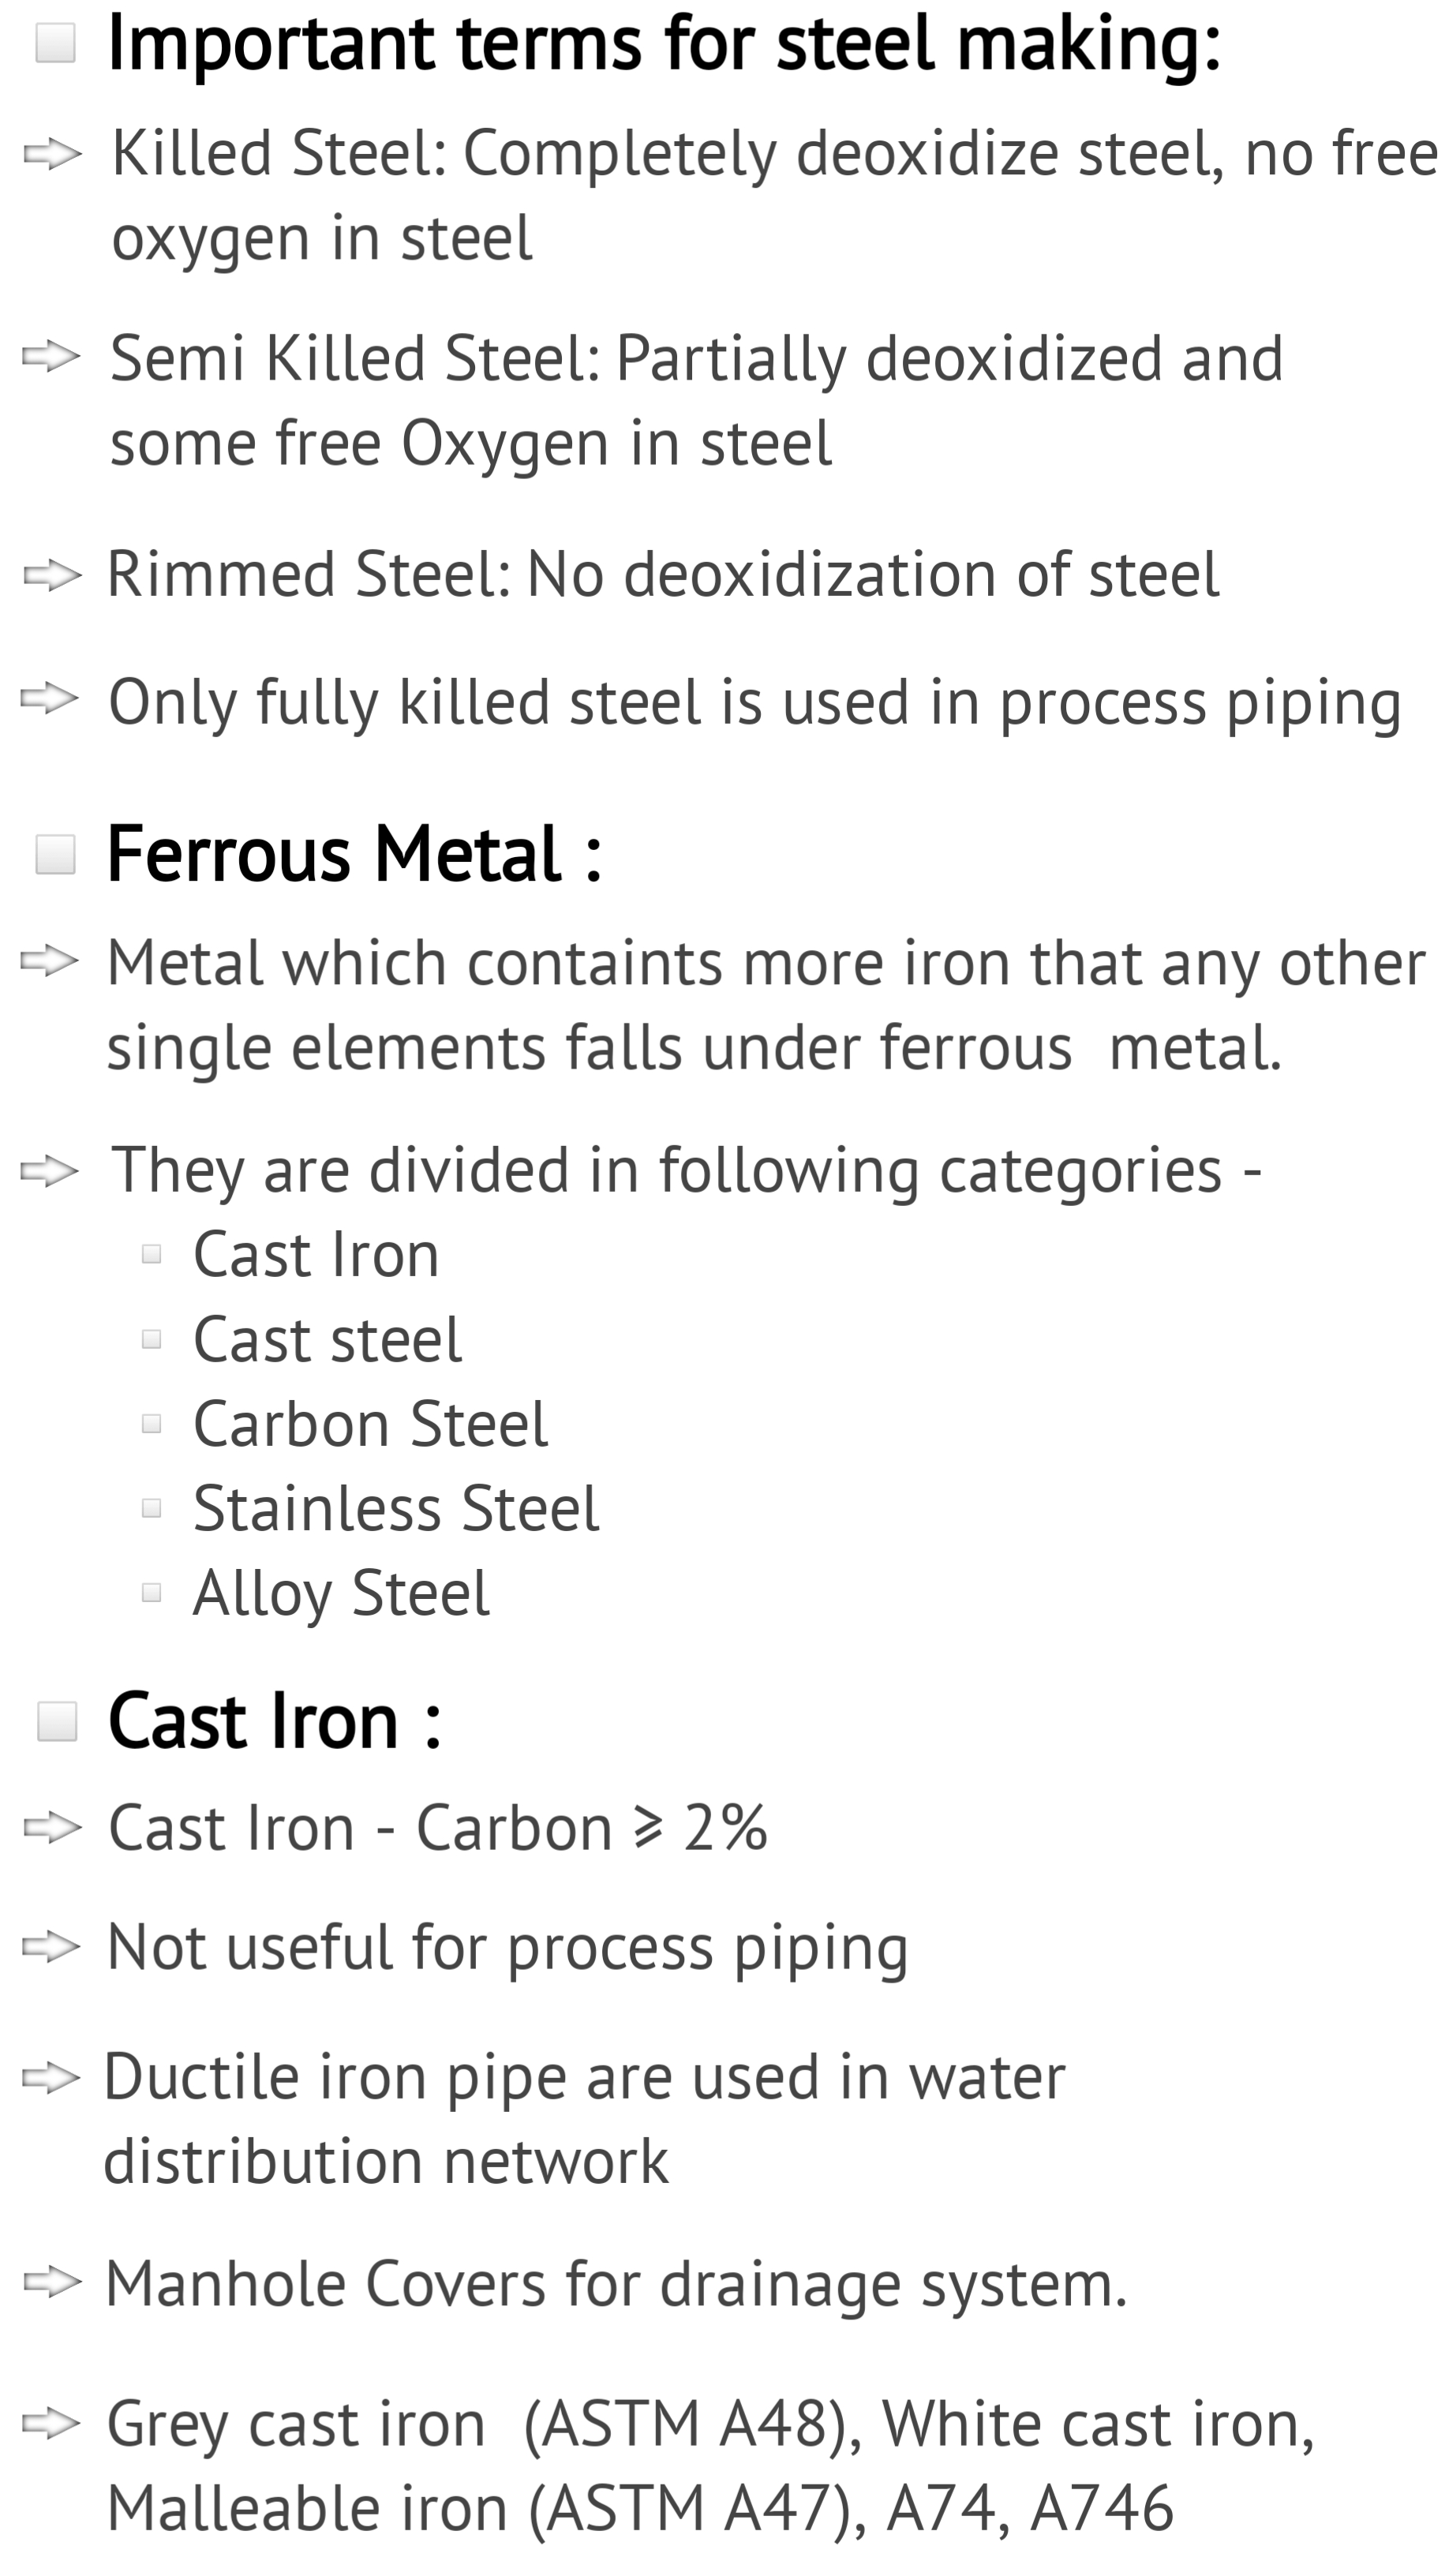 Important terms for steel making:
Killed Steel: Completely deoxidize steel, no free
oxygen in steel
Semi Killed Steel: Partially deoxidized and
some free Oxygen in steel
Rimmed Steel: No deoxidization of steel
Only fully killed steel is used in process piping
Ferrous Metal :
Metal which containts more iron that any other
single elements falls under ferrous  metal.
They are divided in following categories -
Cast Iron
Cast steel
Carbon Steel
Stainless Steel
Alloy Steel
Cast Iron :
Cast Iron - Carbon ⩾ 2%
Not useful for process piping
Ductile iron pipe are used in water
distribution network
Manhole Covers for drainage system.
Grey cast iron  (ASTM A48), White cast iron,
Malleable iron (ASTM A47), A74, A746